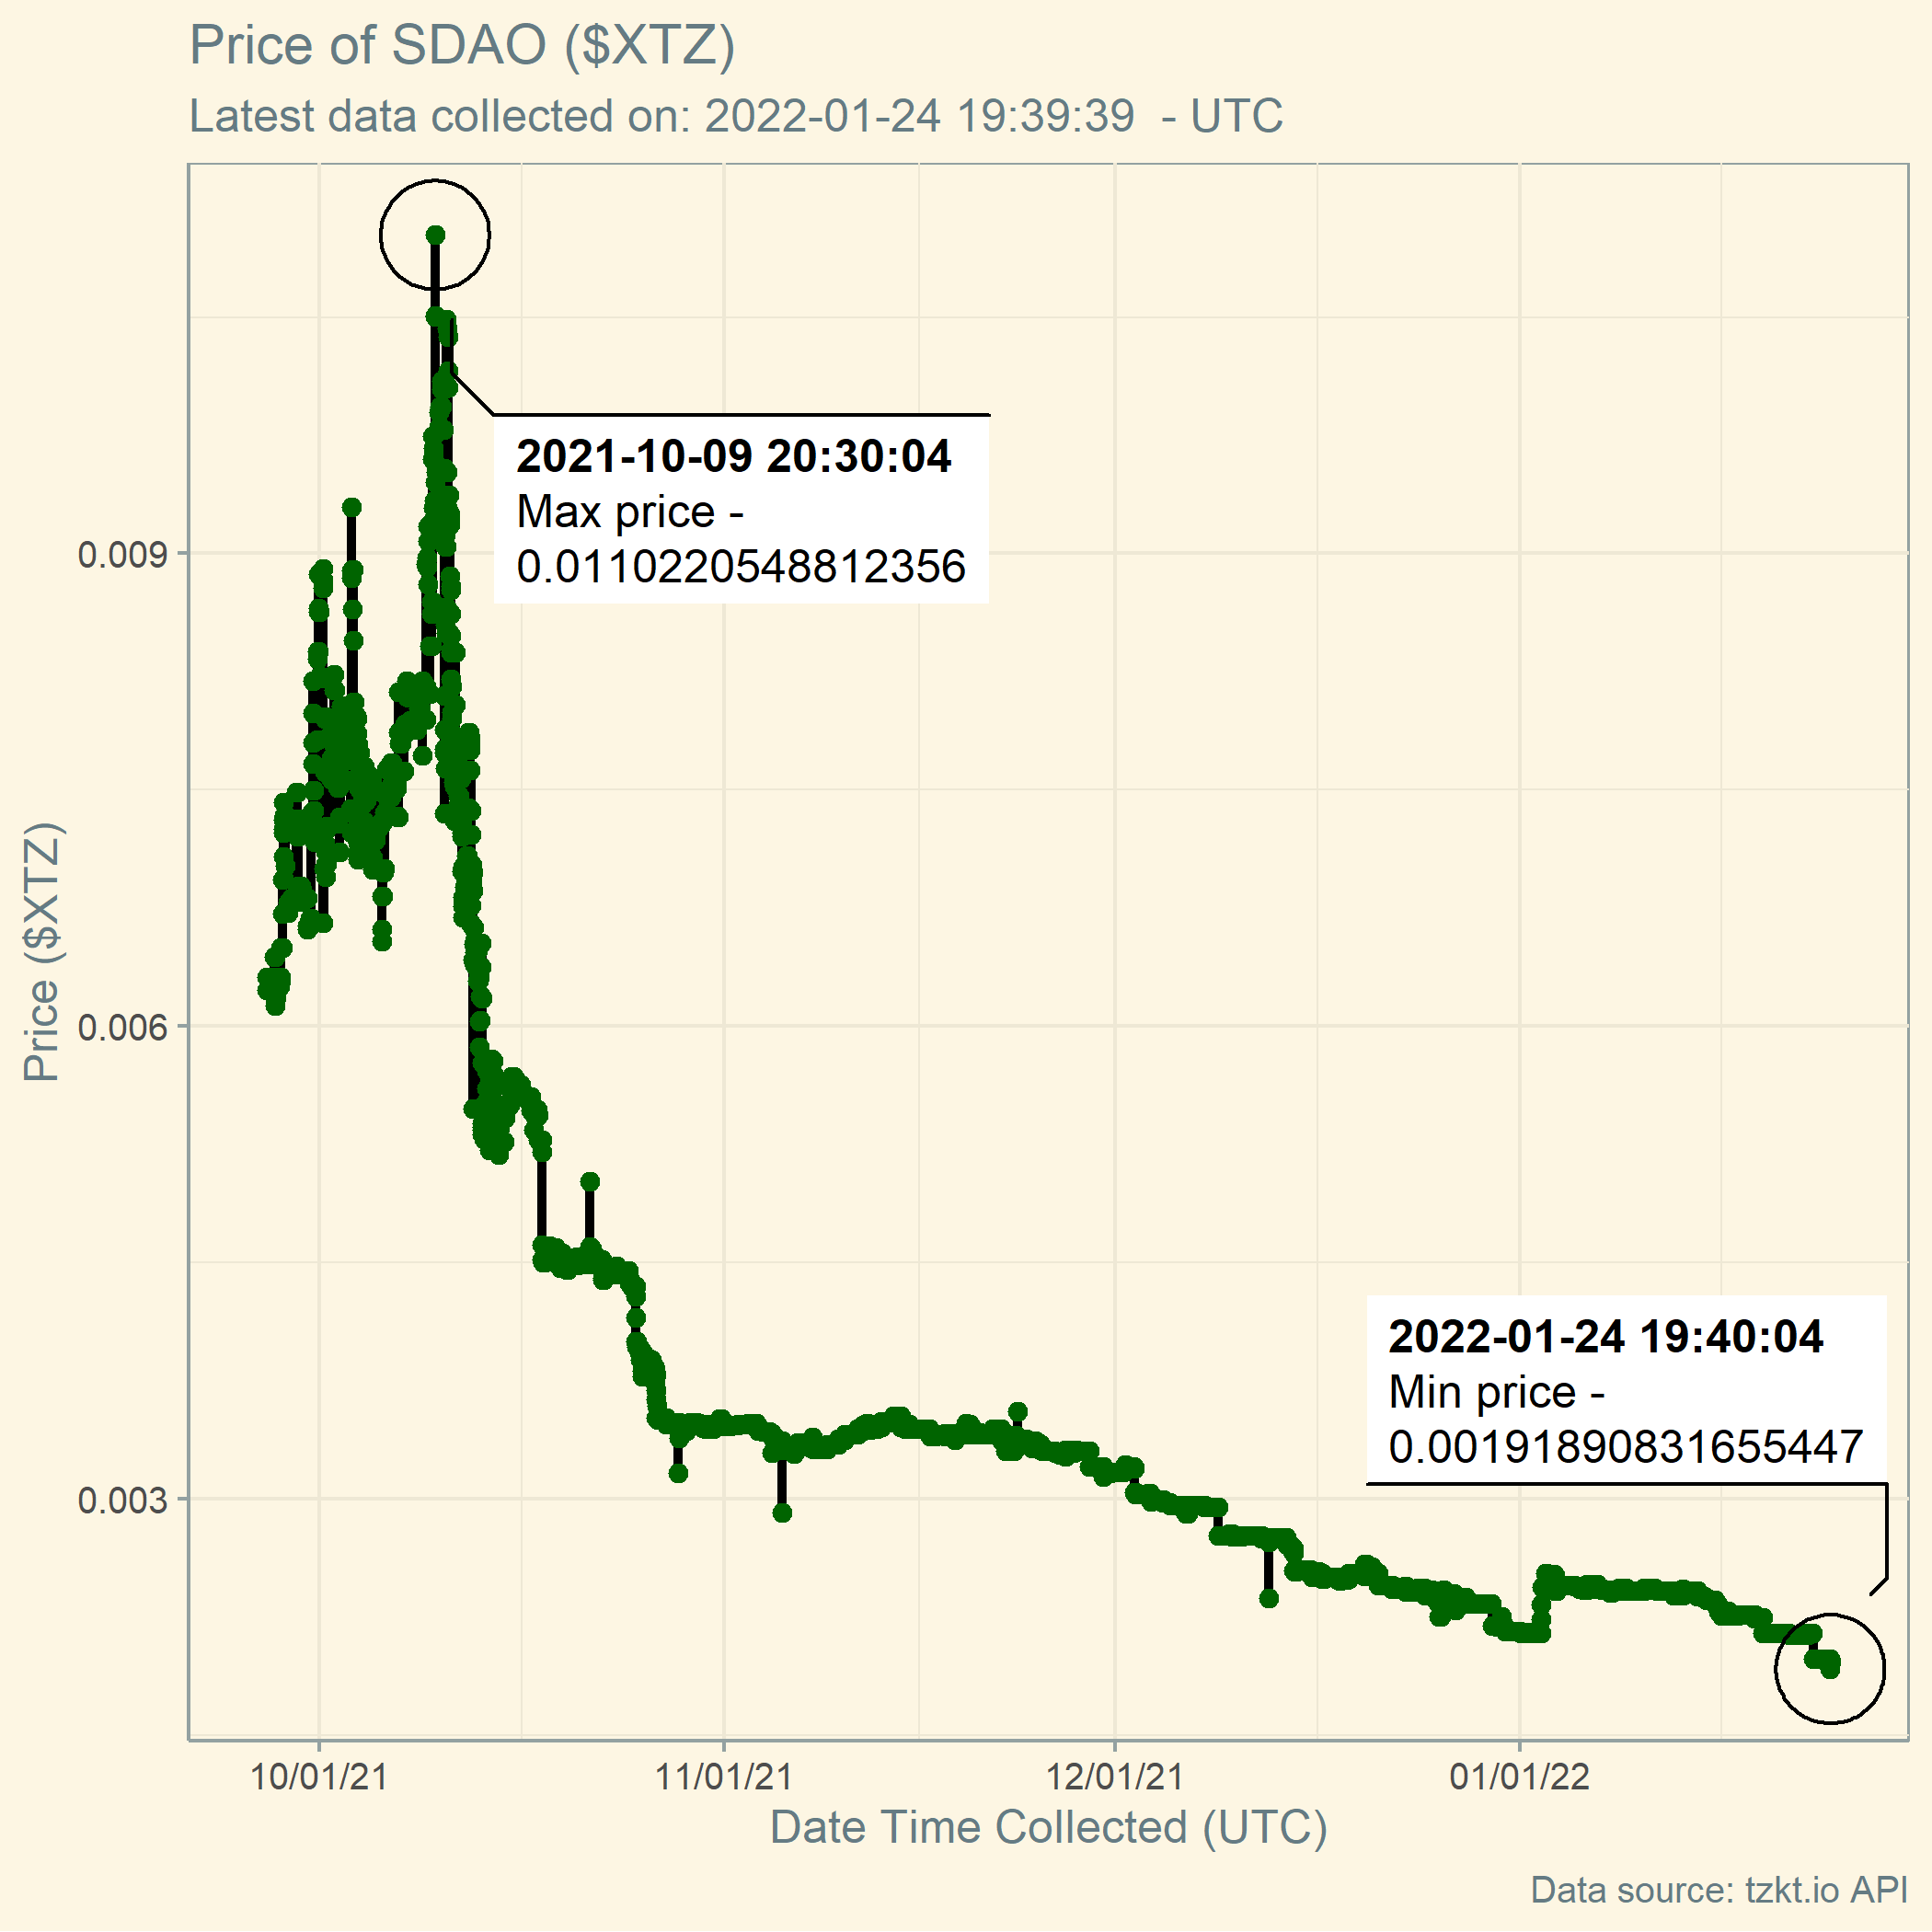 Price of SDAO ($XTZ)
Latest data collected on: 2022-01-24 19:39:39  - UTC
2021-10-09 20:30:04
Max price -
0.0110220548812356
0.009
0.006
0.003
Price ($XTZ)
2022-01-24 19:40:04
Min price -
0.00191890831655447
10/01/21
11/01/21
12/01/21
01/01/22
Date Time Collected (UTC)
Data source: tzkt.io API